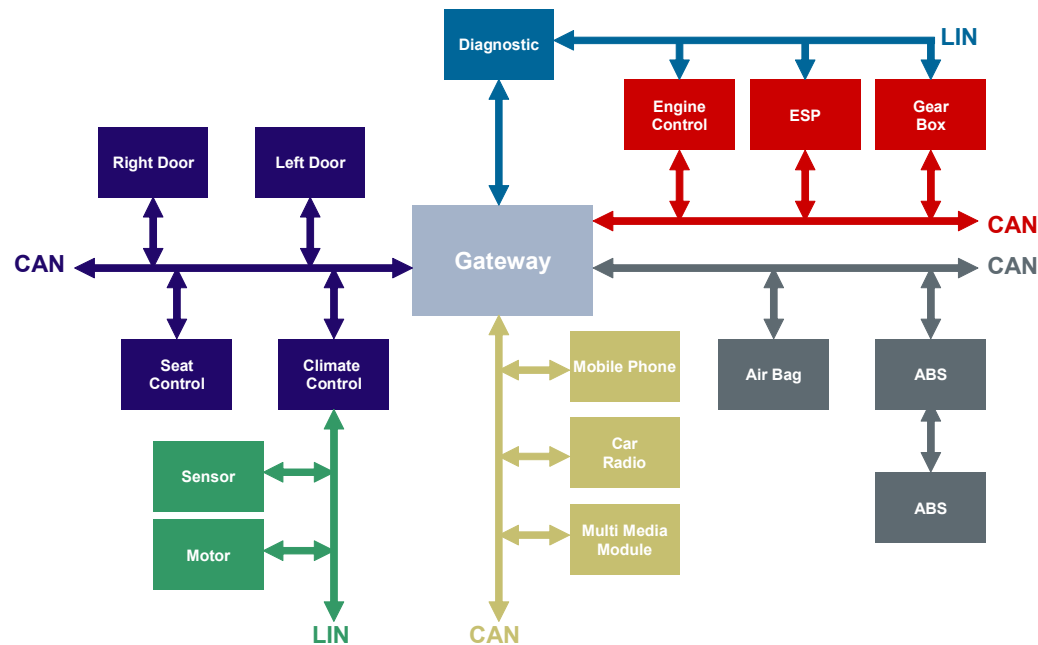 Diagnostic
LIN
Engine
Control
ESP
Gear
Box
Right Door
Left Door
CAN
Gateway
CAN
CAN
Seat
Control
Climate
Control
Mobile Phone
Air Bag
ABS
Sensor
Car
Radio
ABS
Motor
Multi Media
Module
LIN
CAN